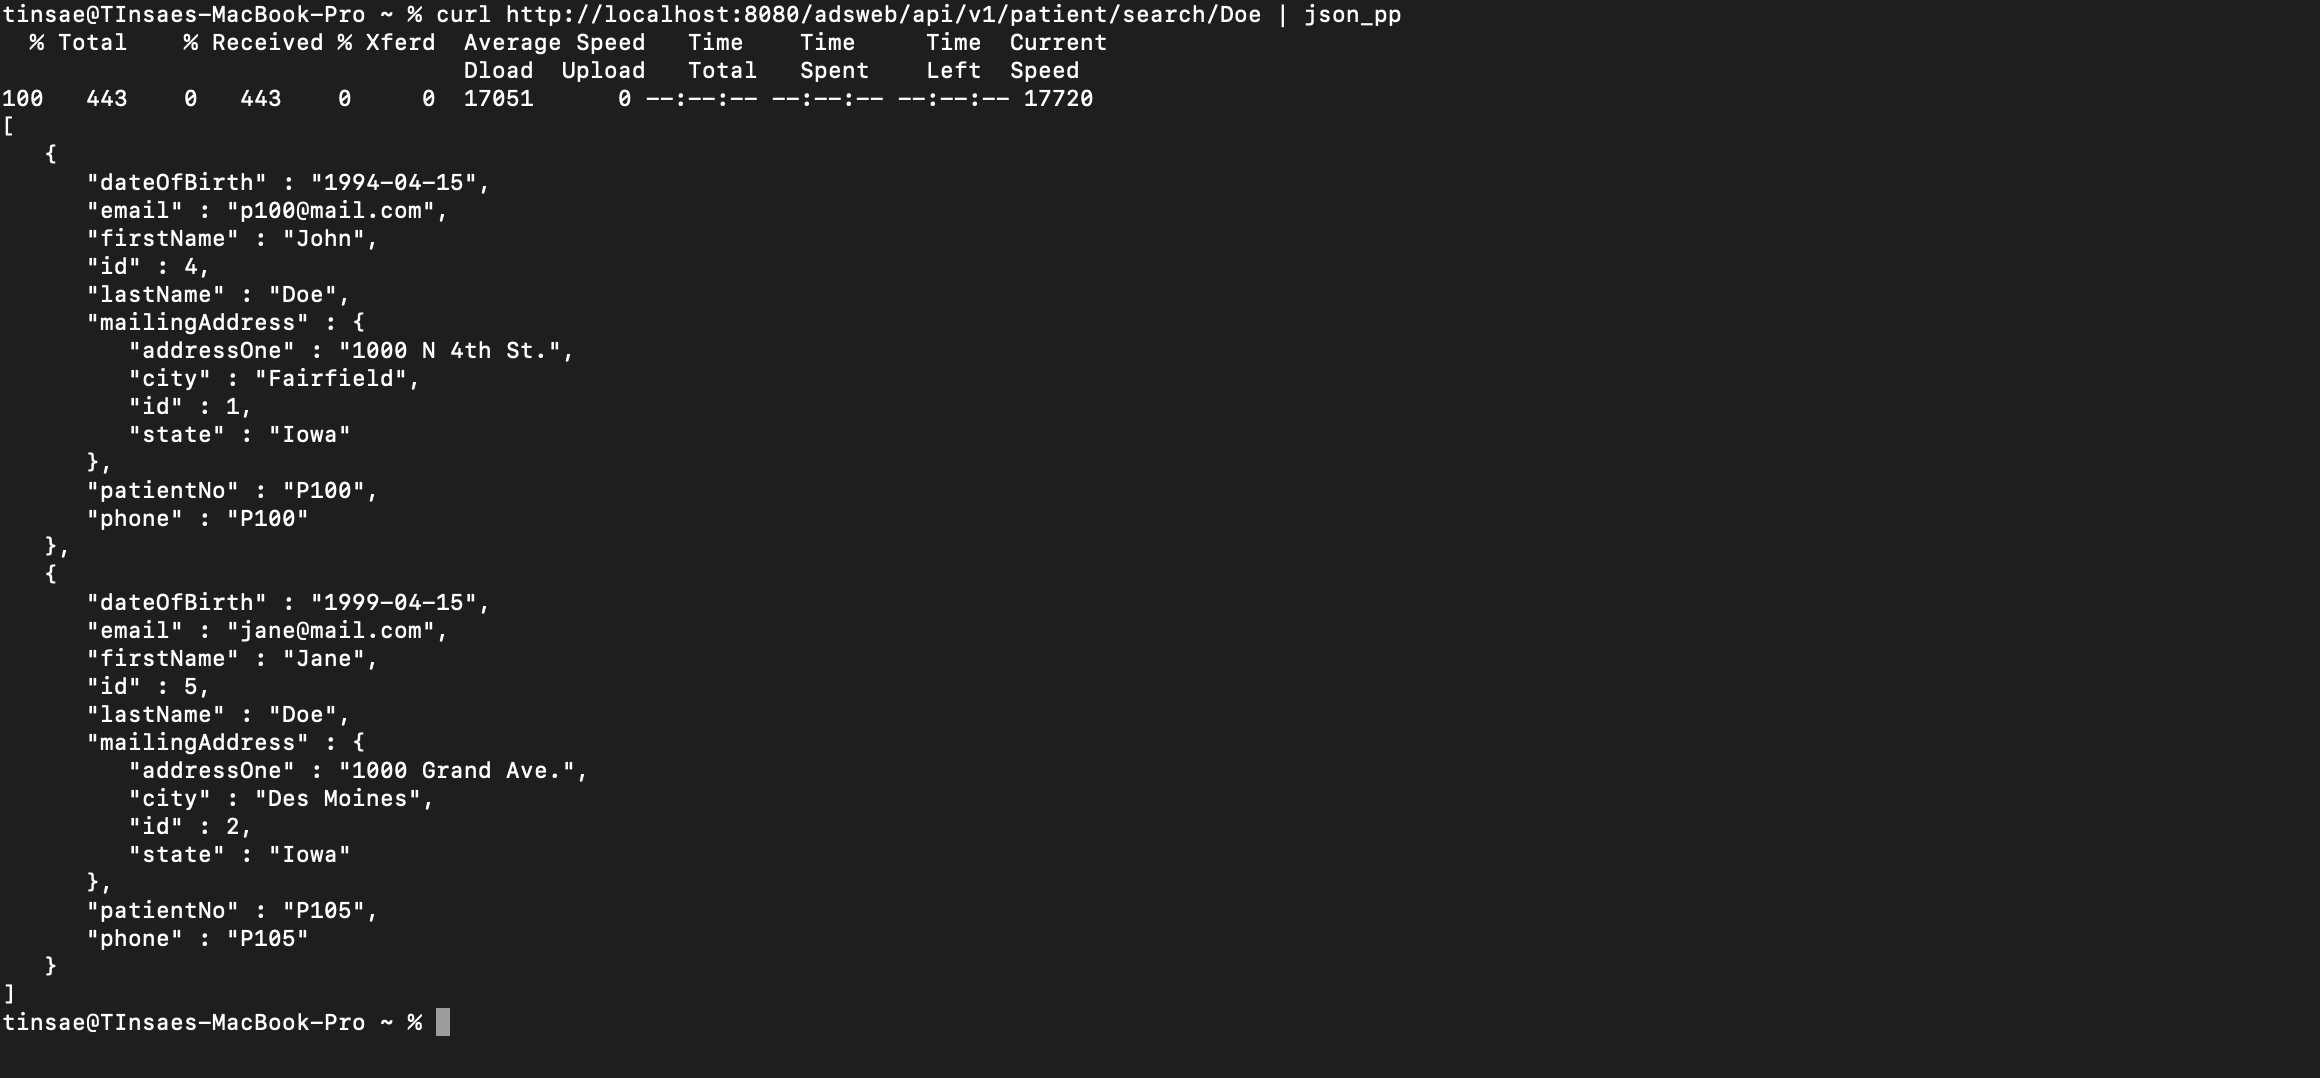 tinsae@TInsaes-MacBook-Pro ~ % curl http://localhost:8080/adsweb/api/v1/patient/search/Doe | json_pp
  % Total    % Received % Xferd  Average Speed   Time    Time     Time  Current
                                 Dload  Upload   Total   Spent    Left  Speed
100   443    0   443    0     0  17051      0 --:--:-- --:--:-- --:--:-- 17720
[
   {
      "dateOfBirth" : "1994-04-15",
      "email" : "p100@mail.com",
      "firstName" : "John",
      "id" : 4,
      "lastName" : "Doe",
      "mailingAddress" : {
         "addressOne" : "1000 N 4th St.",
         "city" : "Fairfield",
         "id" : 1,
         "state" : "Iowa"
      },
      "patientNo" : "P100",
      "phone" : "P100"
   },
   {
      "dateOfBirth" : "1999-04-15",
      "email" : "jane@mail.com",
      "firstName" : "Jane",
      "id" : 5,
      "lastName" : "Doe",
      "mailingAddress" : {
         "addressOne" : "1000 Grand Ave.",
         "city" : "Des Moines",
         "id" : 2,
         "state" : "Iowa"
      },
      "patientNo" : "P105",
      "phone" : "P105"
   }
]
tinsae@TInsaes-MacBook-Pro ~ %